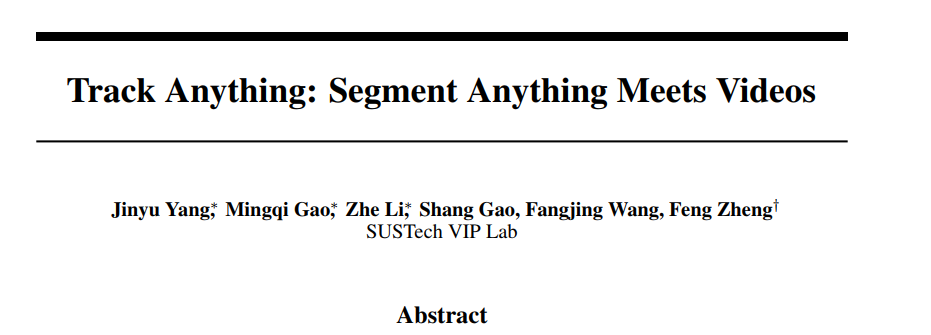 Track Anything: Segment Anything Meets Videos
Jinyu Yang,* Mingqi Gao,* Zhe Li,* Shang Gao, Fangjing Wang, Feng Zheng†
SUSTech VIP Lab
Abstract